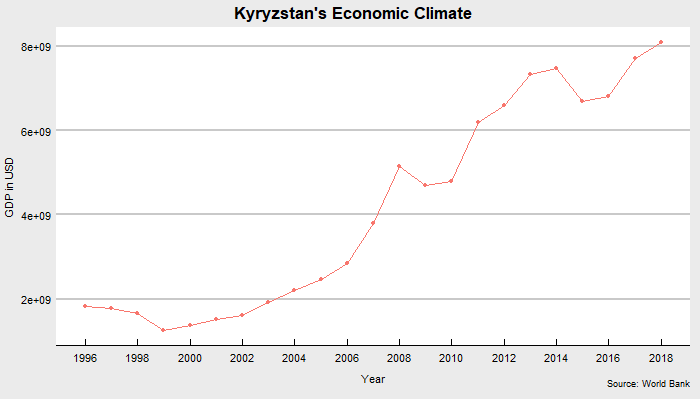 Kyryzstan's Economic Climate
8e+09
6e+09
4e+09
2e+09
GDP in USD
1996 1998 2000 2002 2004 2006 2008 2010 2012 2014 2016 2018
Year
Source: World Bank